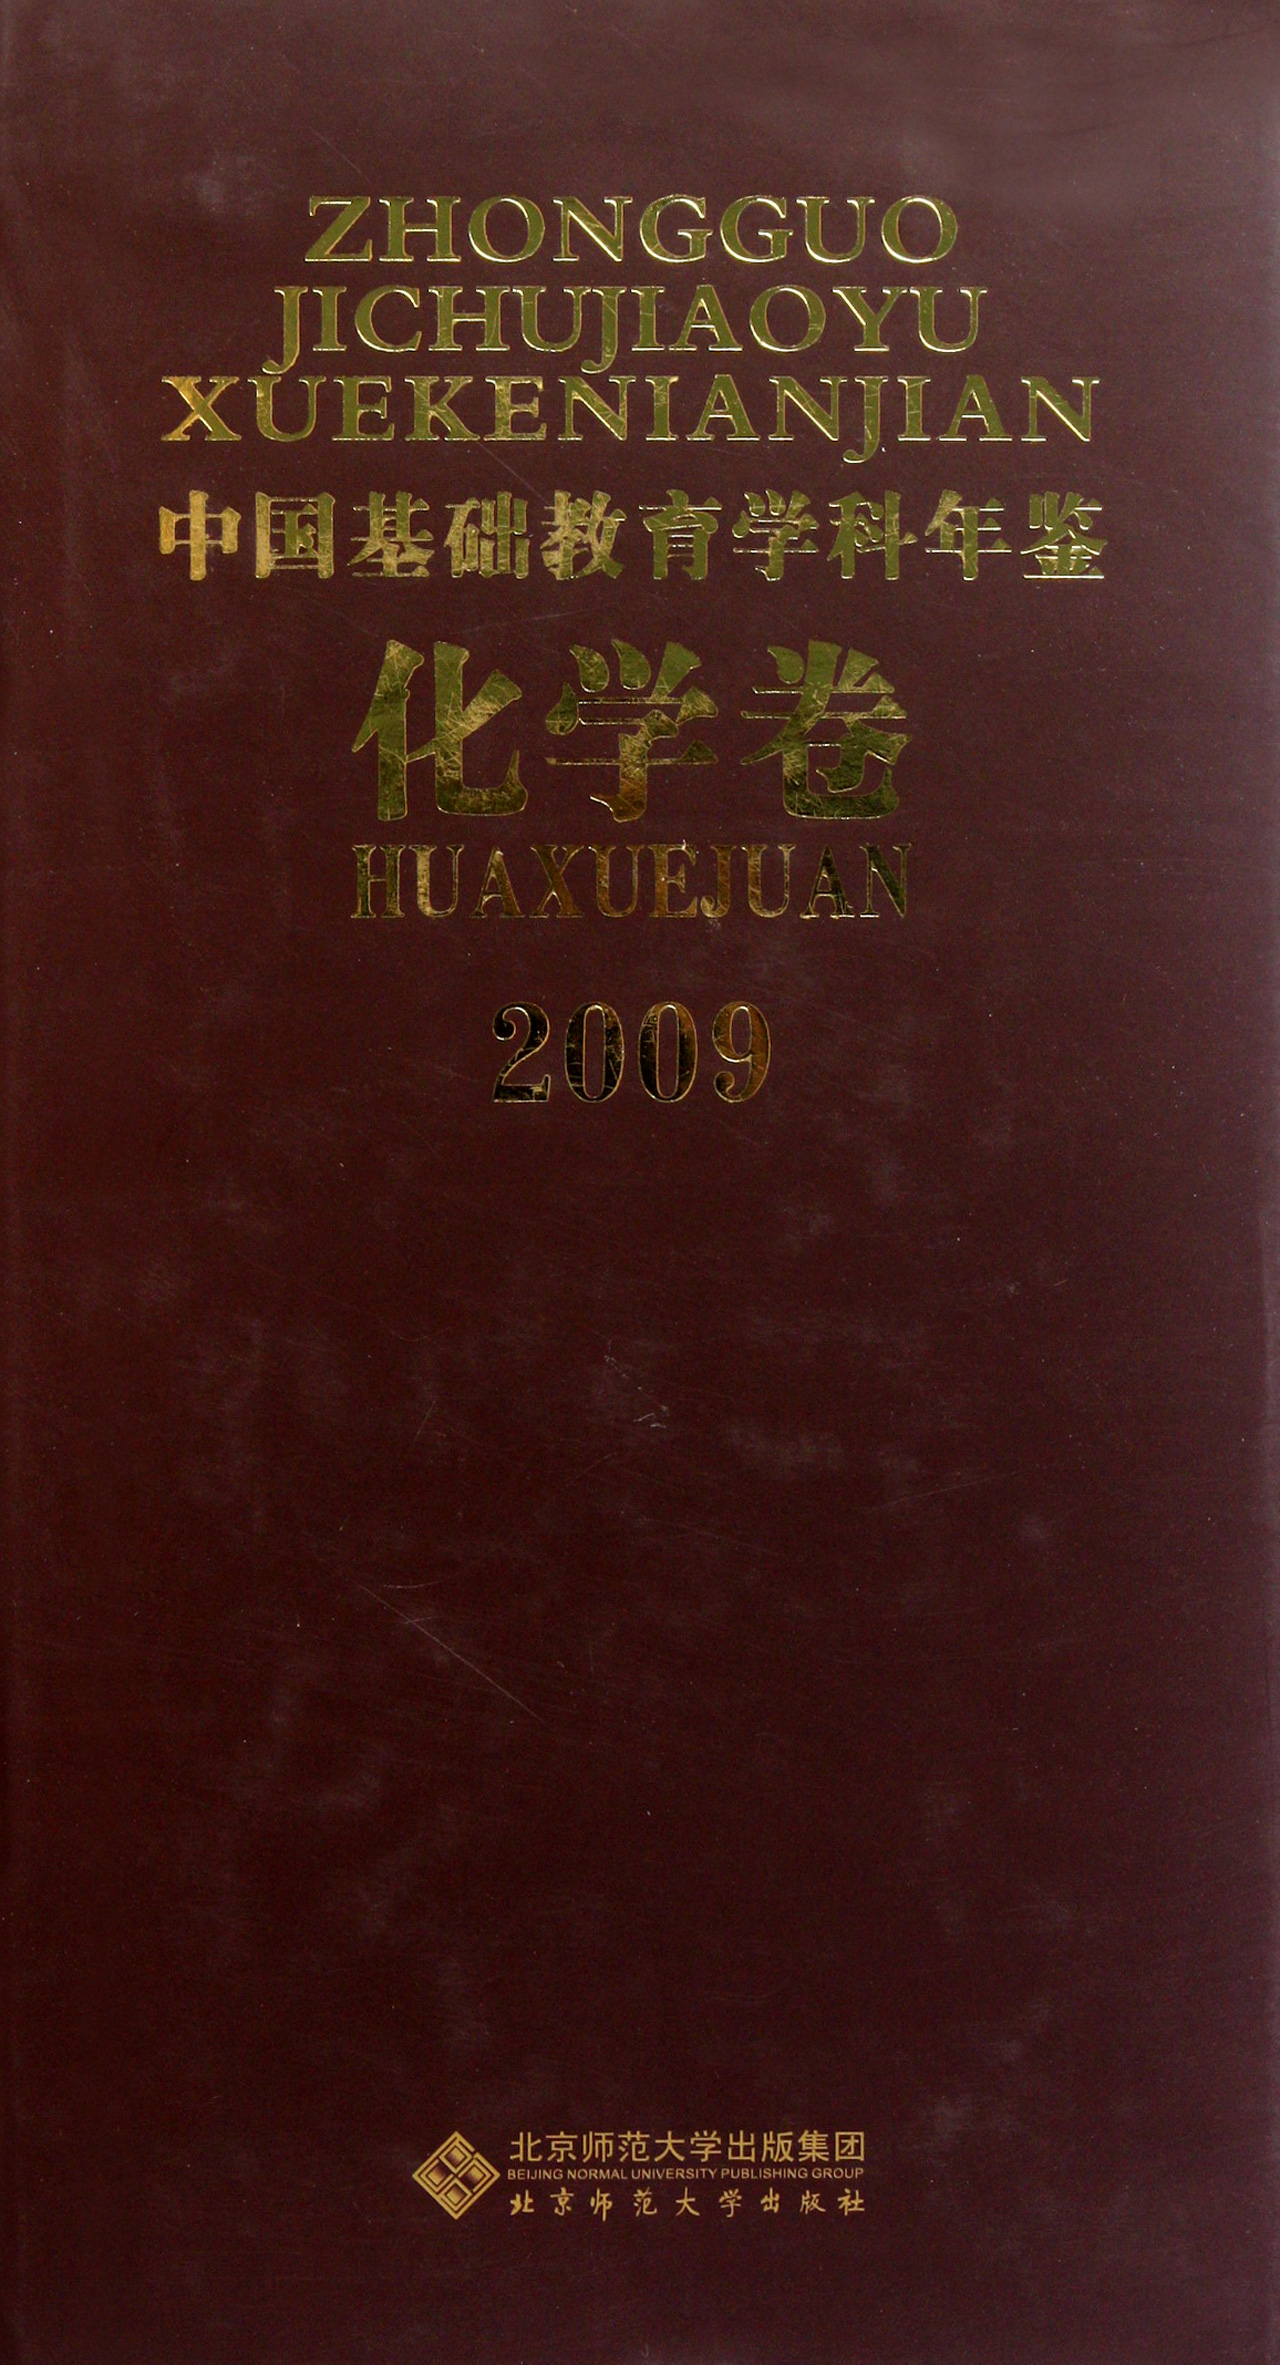 ZHONGGUO
JICHUJIAOYU
XUEKENIANJIAN
中国基础教育学科年鉴
化学卷
HUAXUEJUAN
2009
北京师范大学出版集团
BEIJING NORMAL UNIVERSITY PUBLISHING GROUP
北京师范大学出版社